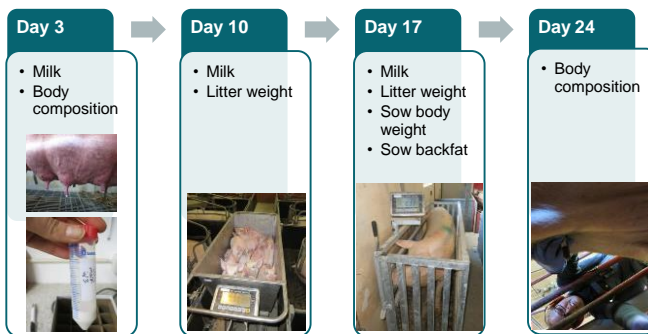 Day 3
• Milk
• Body
composition
Day 10
• Milk
• Litter weight
Day 17
• Milk
• Litter weight
• Sow body
weight
• Sow backfat
Day 24
• Body
composition